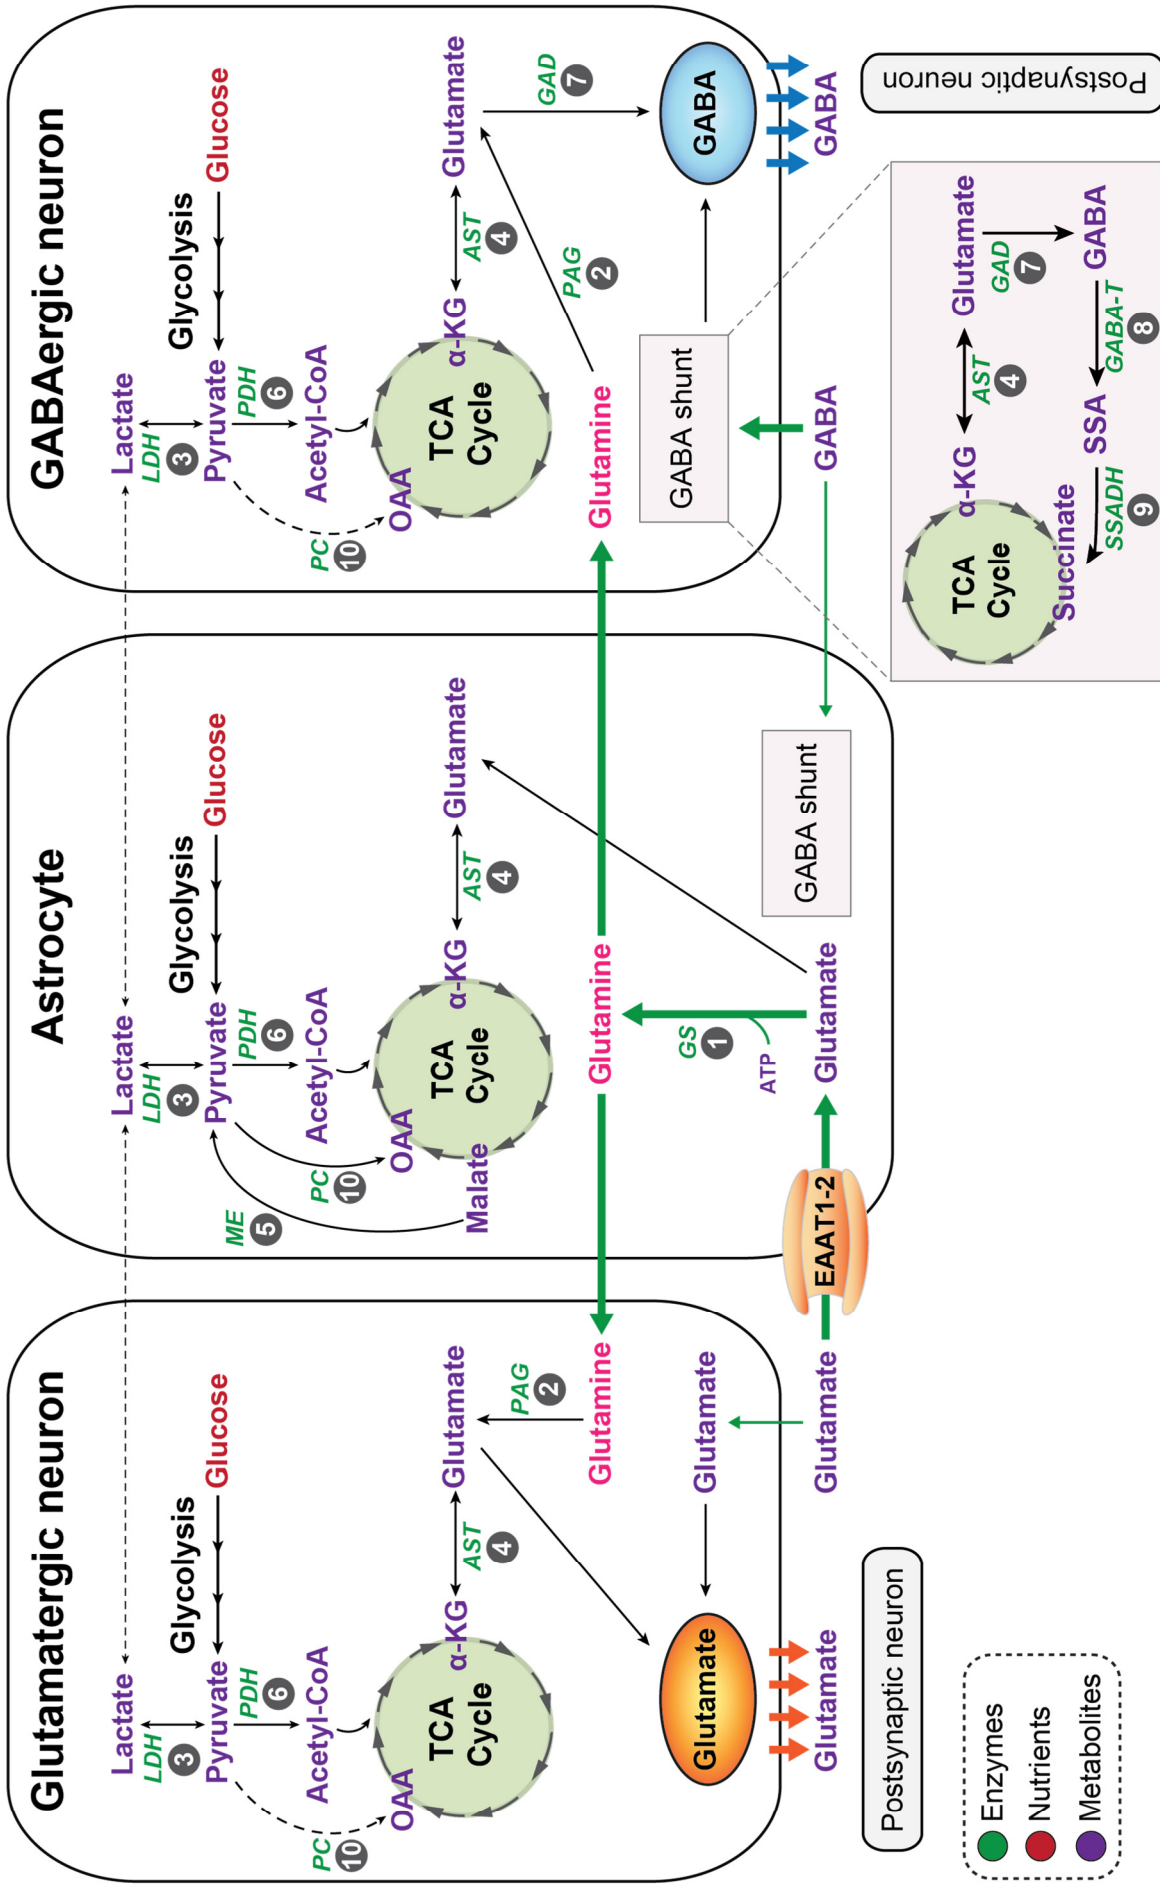 Glutamatergic neuron
Lactate
LDH
3
Pyruvate
Glycolysis
Glucose
PDH
6
PC
10
Acetyl-CoA
OAA
TCA
Cycle
α-KG
AST
4
Glutamate
PAG
2
Glutamine
Glutamate
Glutamate
Glutamate
Glutamate
Postsynaptic neuron
Astrocyte
Lactate
LDH
3
Pyruvate
Glycolysis
Glucose
PDH
6
ME
5
PC
10
Acetyl-CoA
OAA
Malate
TCA
Cycle
α-KG
AST
4
Glutamate
Glutamine
GS
1
ATP
Glutamate
EAAT1-2
GABA shunt
GABAergic neuron
Lactate
LDH
3
Pyruvate
Glycolysis
Glucose
PDH
6
PC
10
Acetyl-CoA
OAA
TCA
Cycle
α-KG
AST
4
Glutamate
PAG
2
GAD
7
Glutamine
GABA shunt
GABA
GABA
GABA
Postsynaptic neuron
TCA
Cycle
α-KG
AST
4
Glutamate
GAD
7
Succinate
SSADH
9
SSA
GABA-T
8
GABA
Enzymes
Nutrients
Metabolites